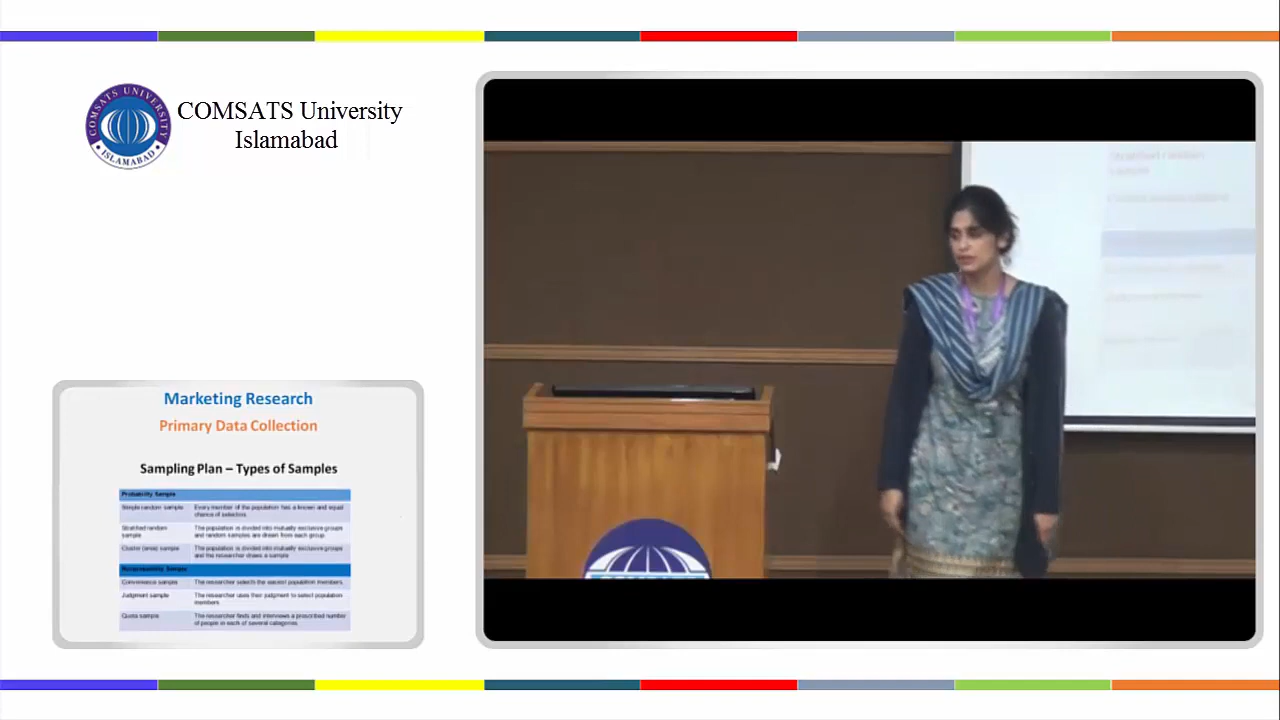 COMSATS UNIVERSITY
ISLAMABAD
COMSATS University
Islamabad
Marketing Research
Primary Data Collection
Sampling Plan – Types of Samples
Probability Sample
Simple random sample Every member of the population has a known and equal
chance of selection.
Stratified random The population is divided into mutually exclusive groups
sample and random samples are drawn from each group.
Cluster (area) sample The population is divided into mutually exclusive groups
and the researcher draws a sample
Nonprobability Sample
Convenience sample The researcher selects the easiest population members.
Judgment sample The researcher uses their judgment to select population
members.
Quota sample The researcher finds and interviews a prescribed number
of people in each of several categories.
COMSATS